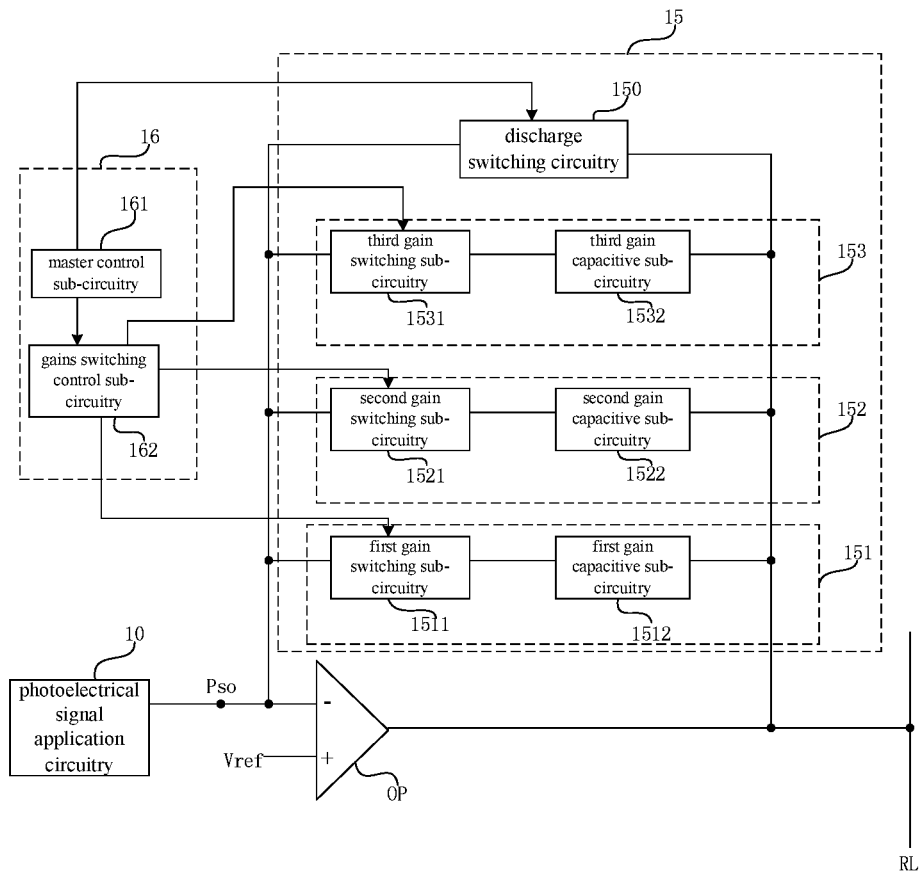 15
150
discharge
switching circuitry
16
161
master control
sub-circuitry
third gain
switching sub-
circuitry
third gain
capacitive sub-
circuitry
153
1531
1532
gains switching
control sub-
circuitry
162
second gain
switching sub-
circuitry
second gain
capacitive sub-
circuitry
152
1521
1522
first gain
switching sub-
circuitry
first gain
capacitive sub-
circuitry
151
1511
1512
10
photoelectrical
signal
application
circuitry
Pso
-
Vref
+
OP
RL